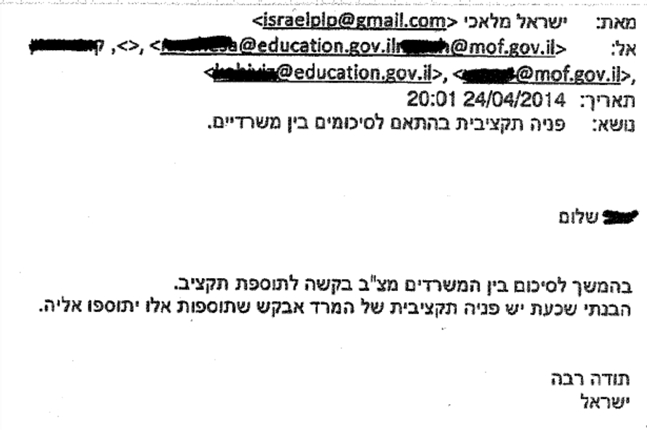 מאת: ישראל מלאכי <israelplp@gmail.com>
אל: @education.gov.il @mof.gov.il>, <>, <
@education.gov.il>, < @mof.gov.il>, <
תאריך: 24/04/2014 20:01
נושא: פניה תקציבית בהתאם לסיכומים בין משרדיים.
שלום
בהמשך לסיכום בין המשרדים מצ"ב בקשה לתוספת תקציב.
הבנתי שכעת יש פניה תקציבית של המרד אבקש שתוספות אלו יתוספו אליה.
תודה רבה
ישראל